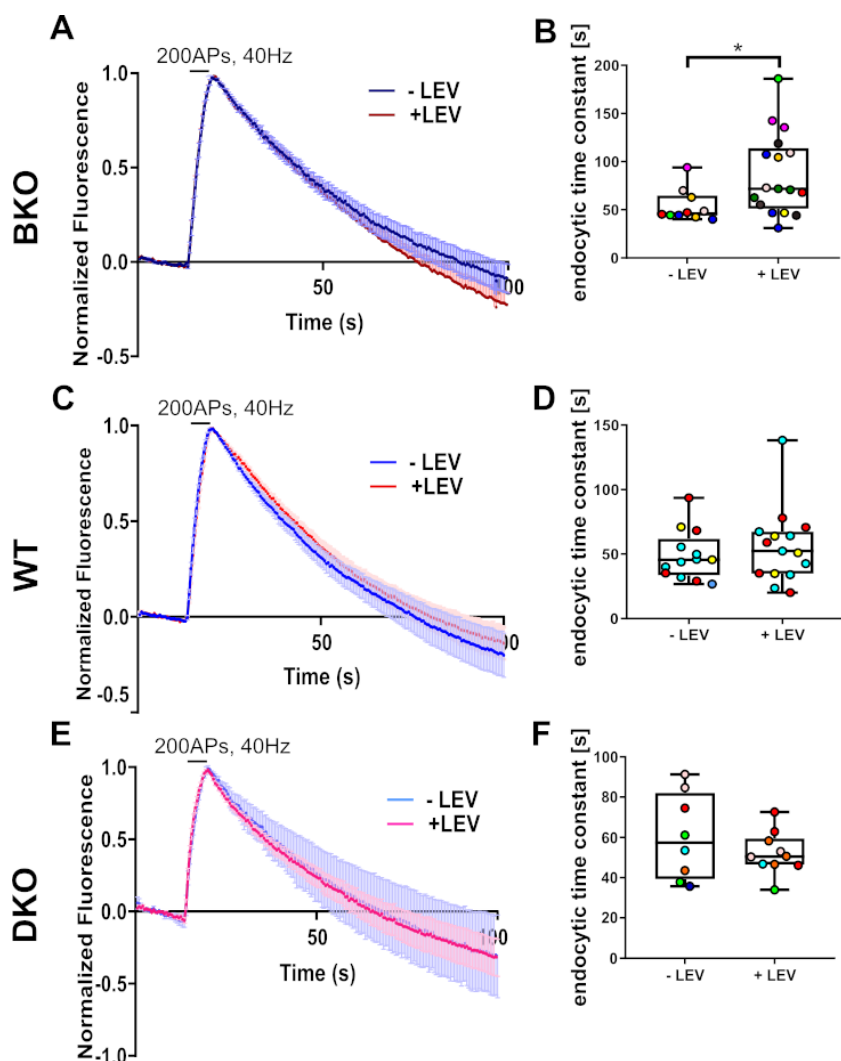 A
200APs, 40Hz
BKO
Normalized Fluorescence
1.0
0.5
0.0
-0.5
50
100
Time (s)
- LEV
+LEV
B
*
endocytic time constant [s]
200
150
100
50
0
- LEV
+ LEV
C
200APs, 40Hz
WT
Normalized Fluorescence
1.0
0.5
0.0
-0.5
50
100
Time (s)
- LEV
+LEV
D
endocytic time constant [s]
150
100
50
0
- LEV
+ LEV
E
200APs, 40Hz
DKO
Normalized Fluorescence
1.0
0.5
0.0
-0.5
-1.0
50
100
Time (s)
- LEV
+LEV
F
endocytic time constant [s]
100
80
60
40
20
0
- LEV
+ LEV